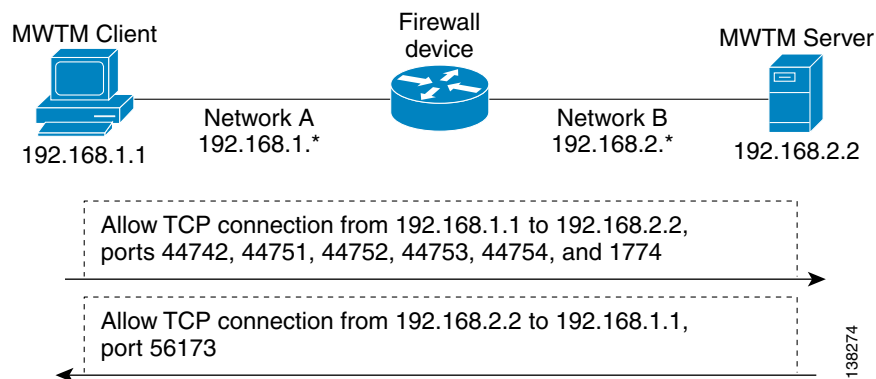 MWTM Client
Firewall
device
MWTM Server
Network A
192.168.1.*
Network B
192.168.2.*
192.168.1.1
192.168.2.2
Allow TCP connection from 192.168.1.1 to 192.168.2.2,
ports 44742, 44751, 44752, 44753, 44754, and 1774
Allow TCP connection from 192.168.2.2 to 192.168.1.1,
port 56173
138274